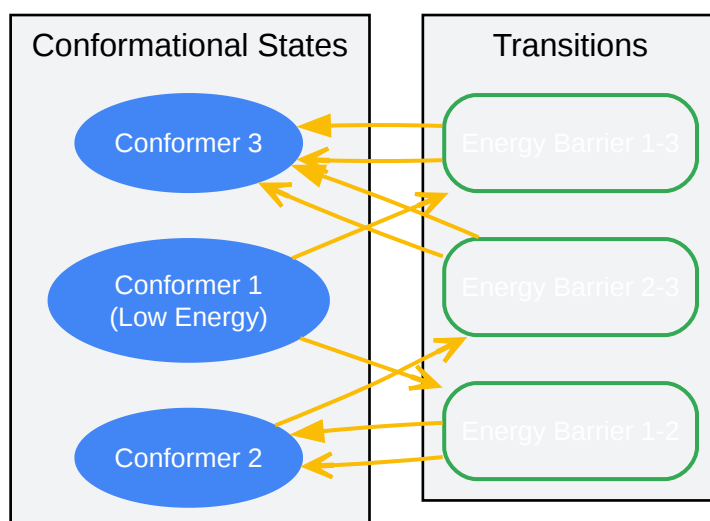 Conformational States
Conformer 3
Conformer 1
(Low Energy)
Conformer 2
Transitions
Energy Barrier 1-3
Energy Barrier 2-3
Energy Barrier 1-2